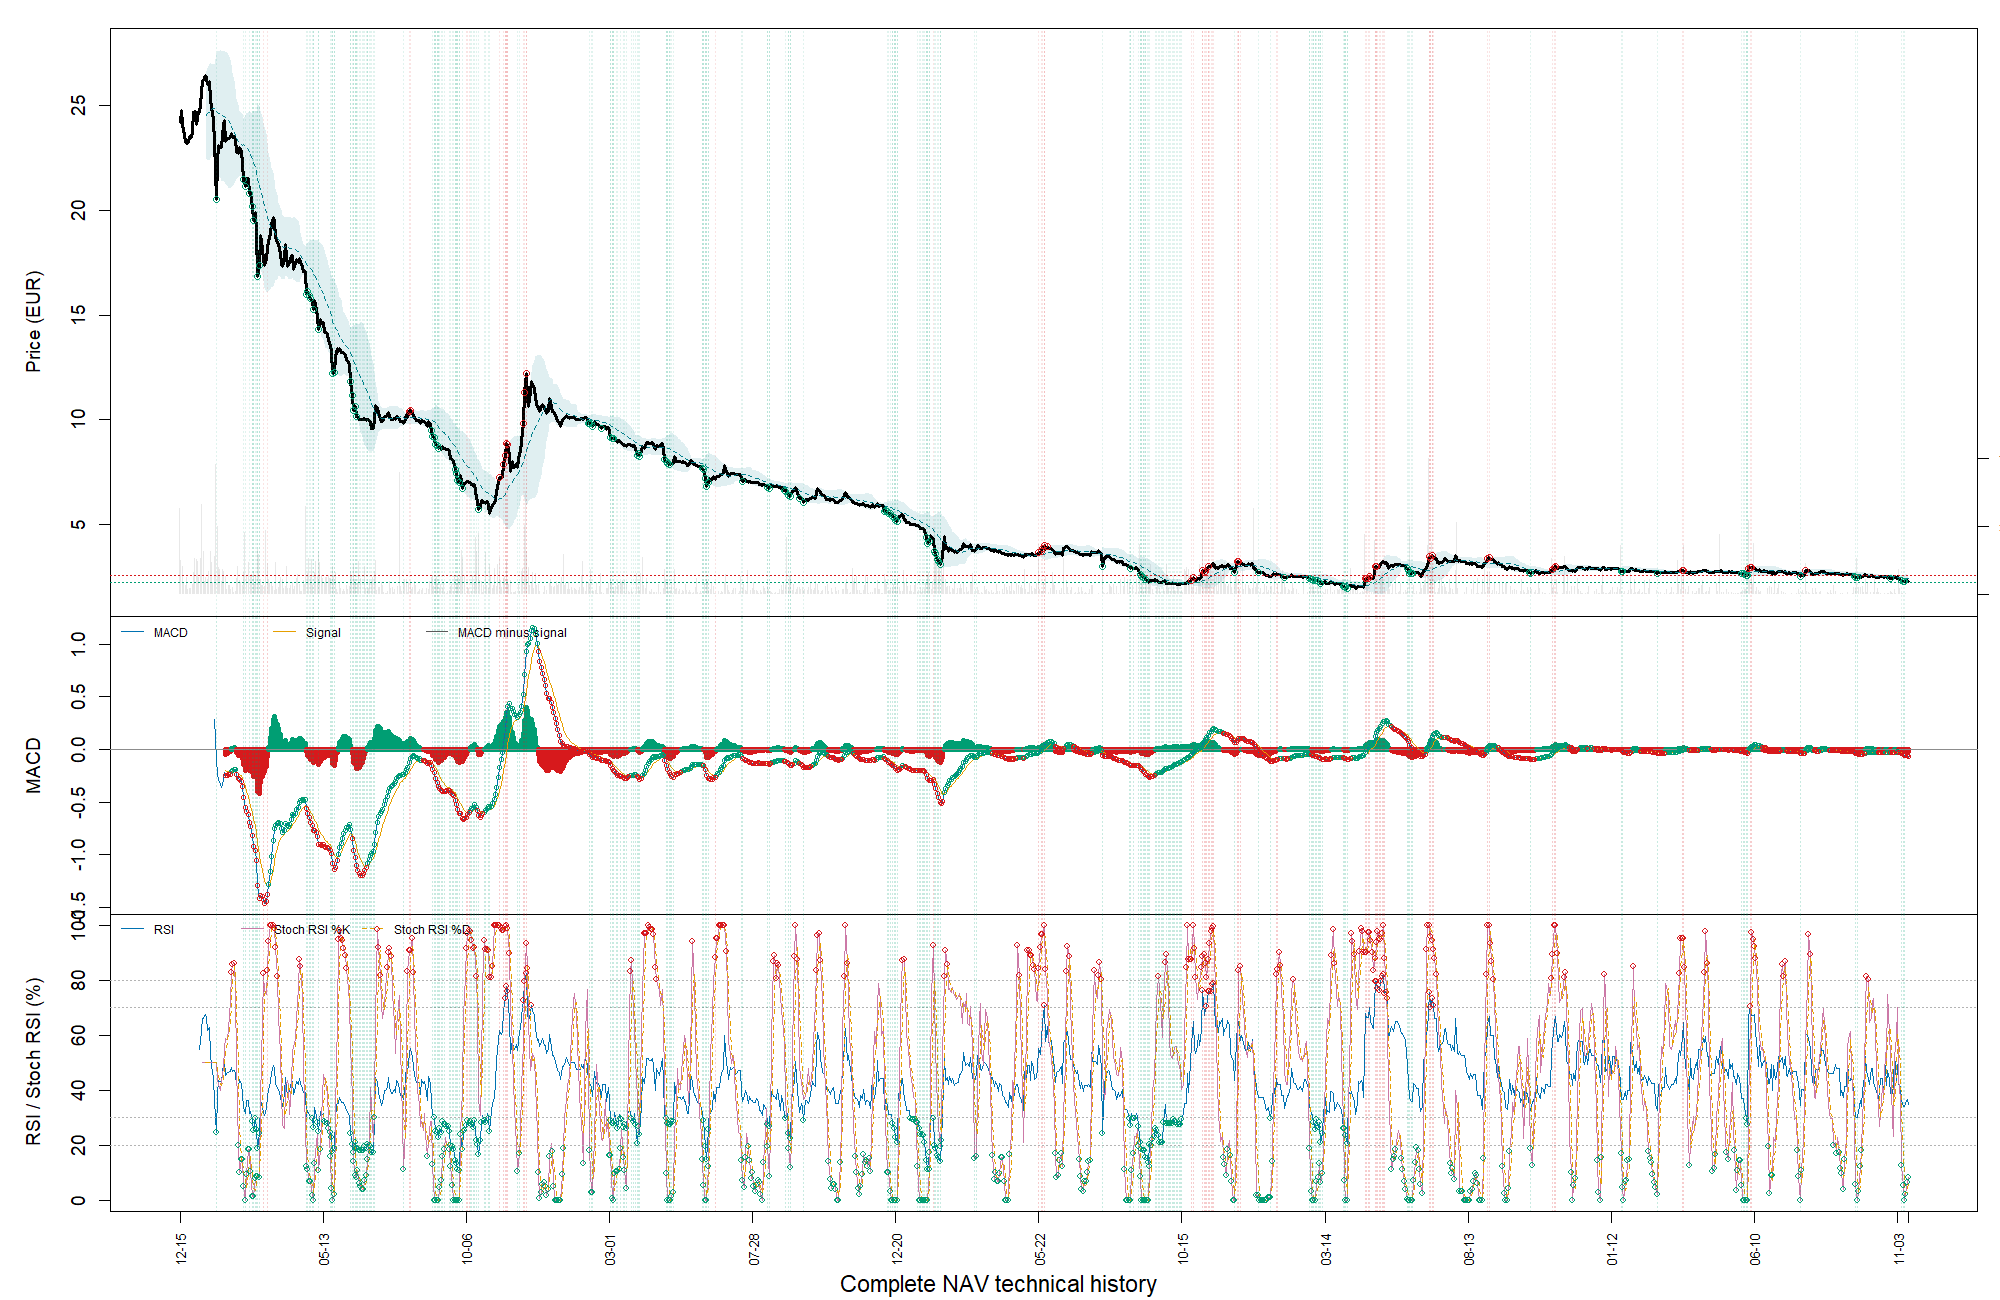 Price (EUR)
25
20
15
10
5
MACD
Signal
MACD minus signal
MACD
1.0
0.5
0.0
-0.5
-1.0
RSI
Stoch RSI %K
Stoch RSI %D
RSI / Stoch RSI (%)
100
80
60
40
20
0
12-15
05-13
10-06
03-01
07-28
12-20
05-22
10-15
03-14
08-13
01-12
06-10
11-03
Complete NAV technical history